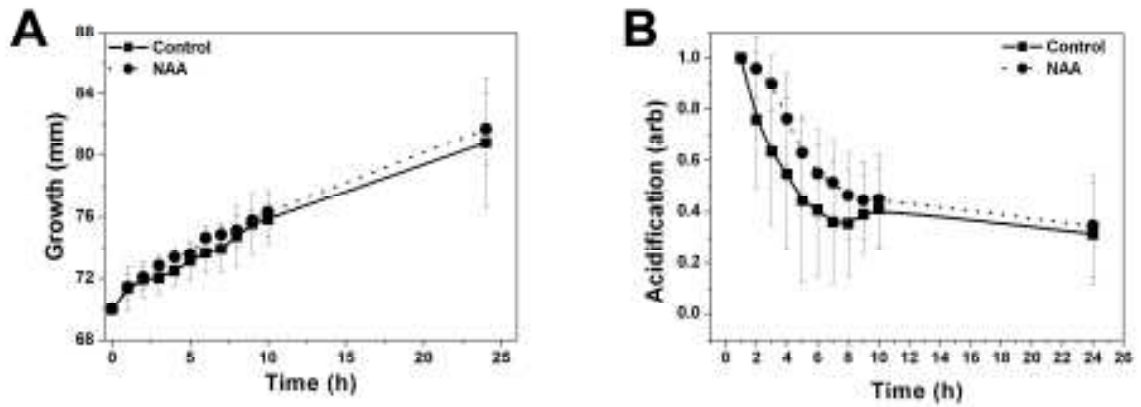 A
88
84
80
76
72
68
Growth (mm)
Control
NAA
0 5 10 15 20 25
Time (h)
B
1.0
0.8
0.6
0.4
0.2
0.0
Acidification (arb)
Control
NAA
2 4 6 8 10 12 14 16 18 20 22 24 26
Time (h)